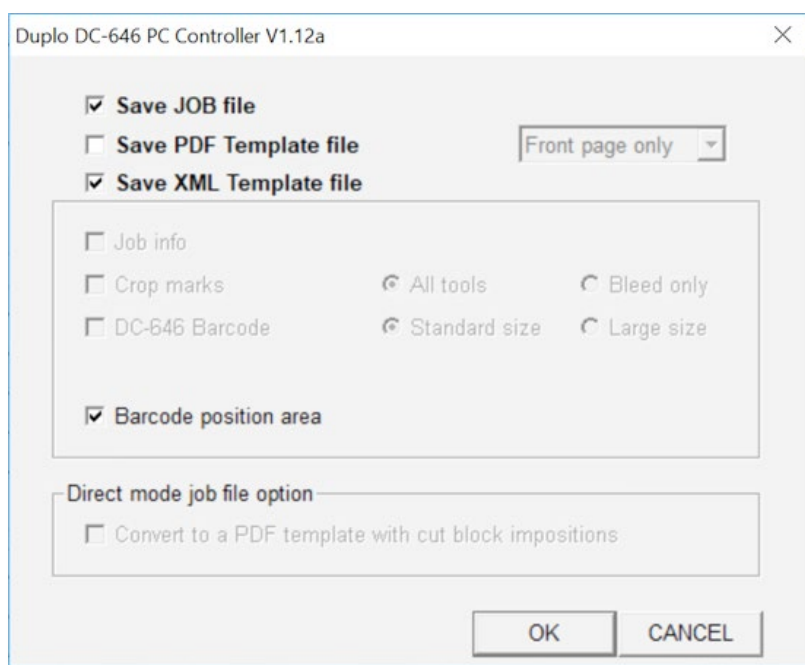 Duplo DC-646 PC Controller V1.12a
Save JOB file
Save PDF Template file Front page only
Save XML Template file
Job info
Crop marks All tools Bleed only
DC-646 Barcode Standard size Large size
Barcode position area
Direct mode job file option
Convert to a PDF template with cut block impositions
OK CANCEL